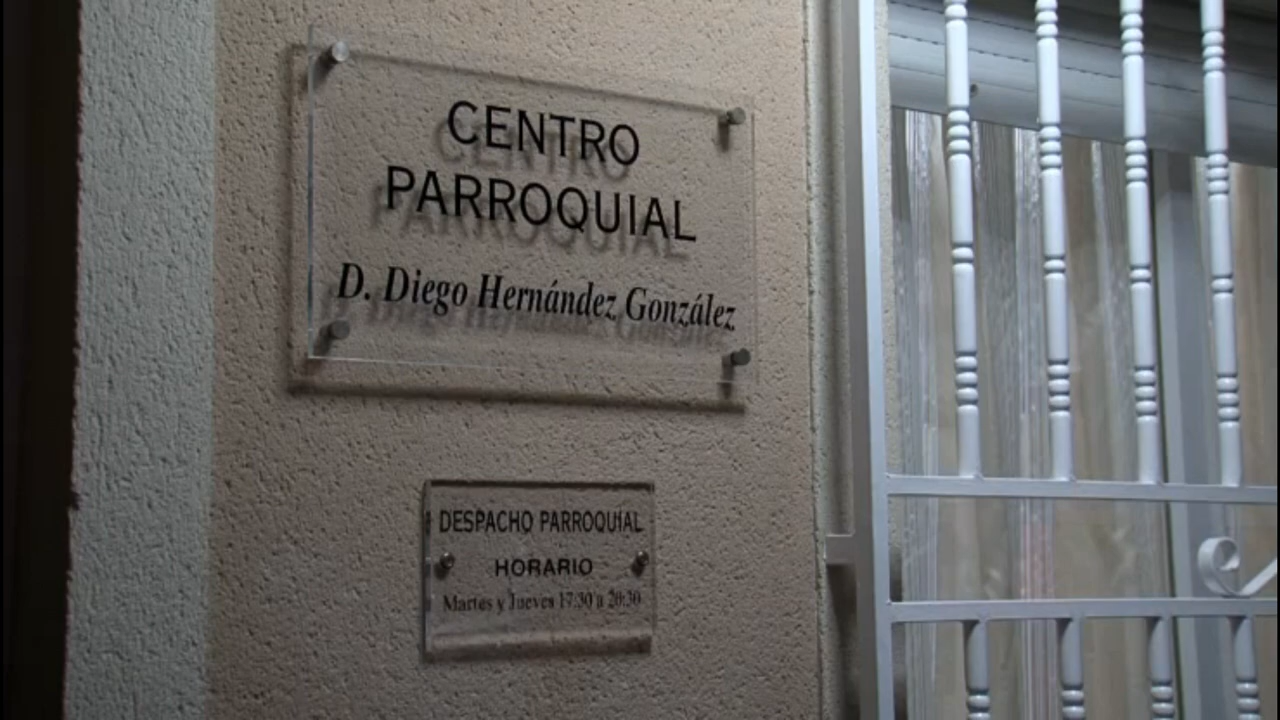 CENTRO
PARROQUIAL
D. Diego Hernández González
DESPACHO PARROQUIAL
HORARIO
Martes y Jueves 17:30 a 20:30